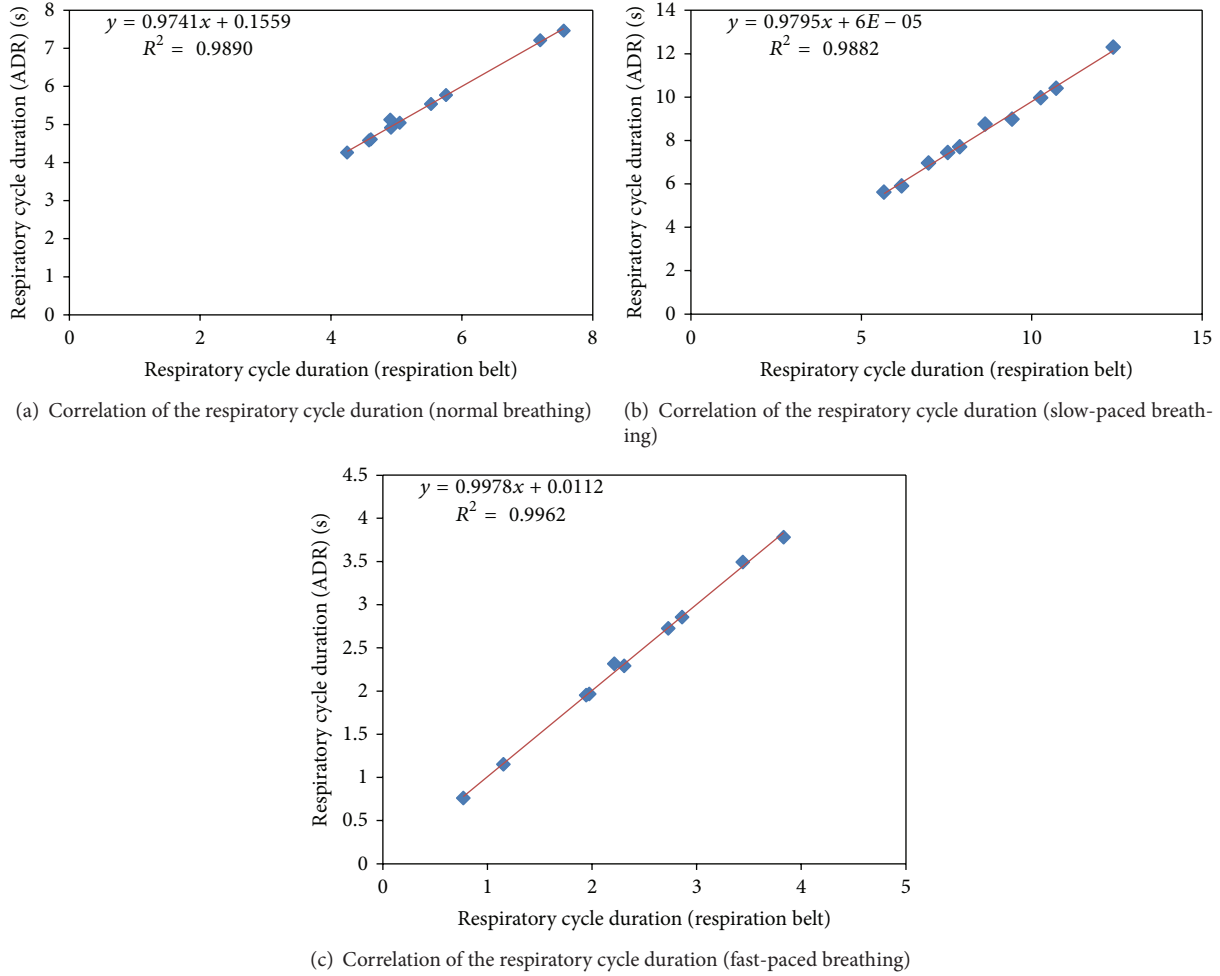 y = 0.9741x + 0.1559
R² = 0.9890
8
7
6
5
4
3
2
1
0
Respiratory cycle duration (ADR) (s)
0 2 4 6 8
Respiratory cycle duration (respiration belt)
(a) Correlation of the respiratory cycle duration (normal breathing)
y = 0.9795x + 6E − 05
R² = 0.9882
14
12
10
8
6
4
2
0
Respiratory cycle duration (ADR) (s)
0 5 10 15
Respiratory cycle duration (respiration belt)
(b) Correlation of the respiratory cycle duration (slow-paced breath-
ing)
y = 0.9978x + 0.0112
R² = 0.9962
4.5
4
3.5
3
2.5
2
1.5
1
0.5
0
Respiratory cycle duration (ADR) (s)
0 1 2 3 4 5
Respiratory cycle duration (respiration belt)
(c) Correlation of the respiratory cycle duration (fast-paced breathing)